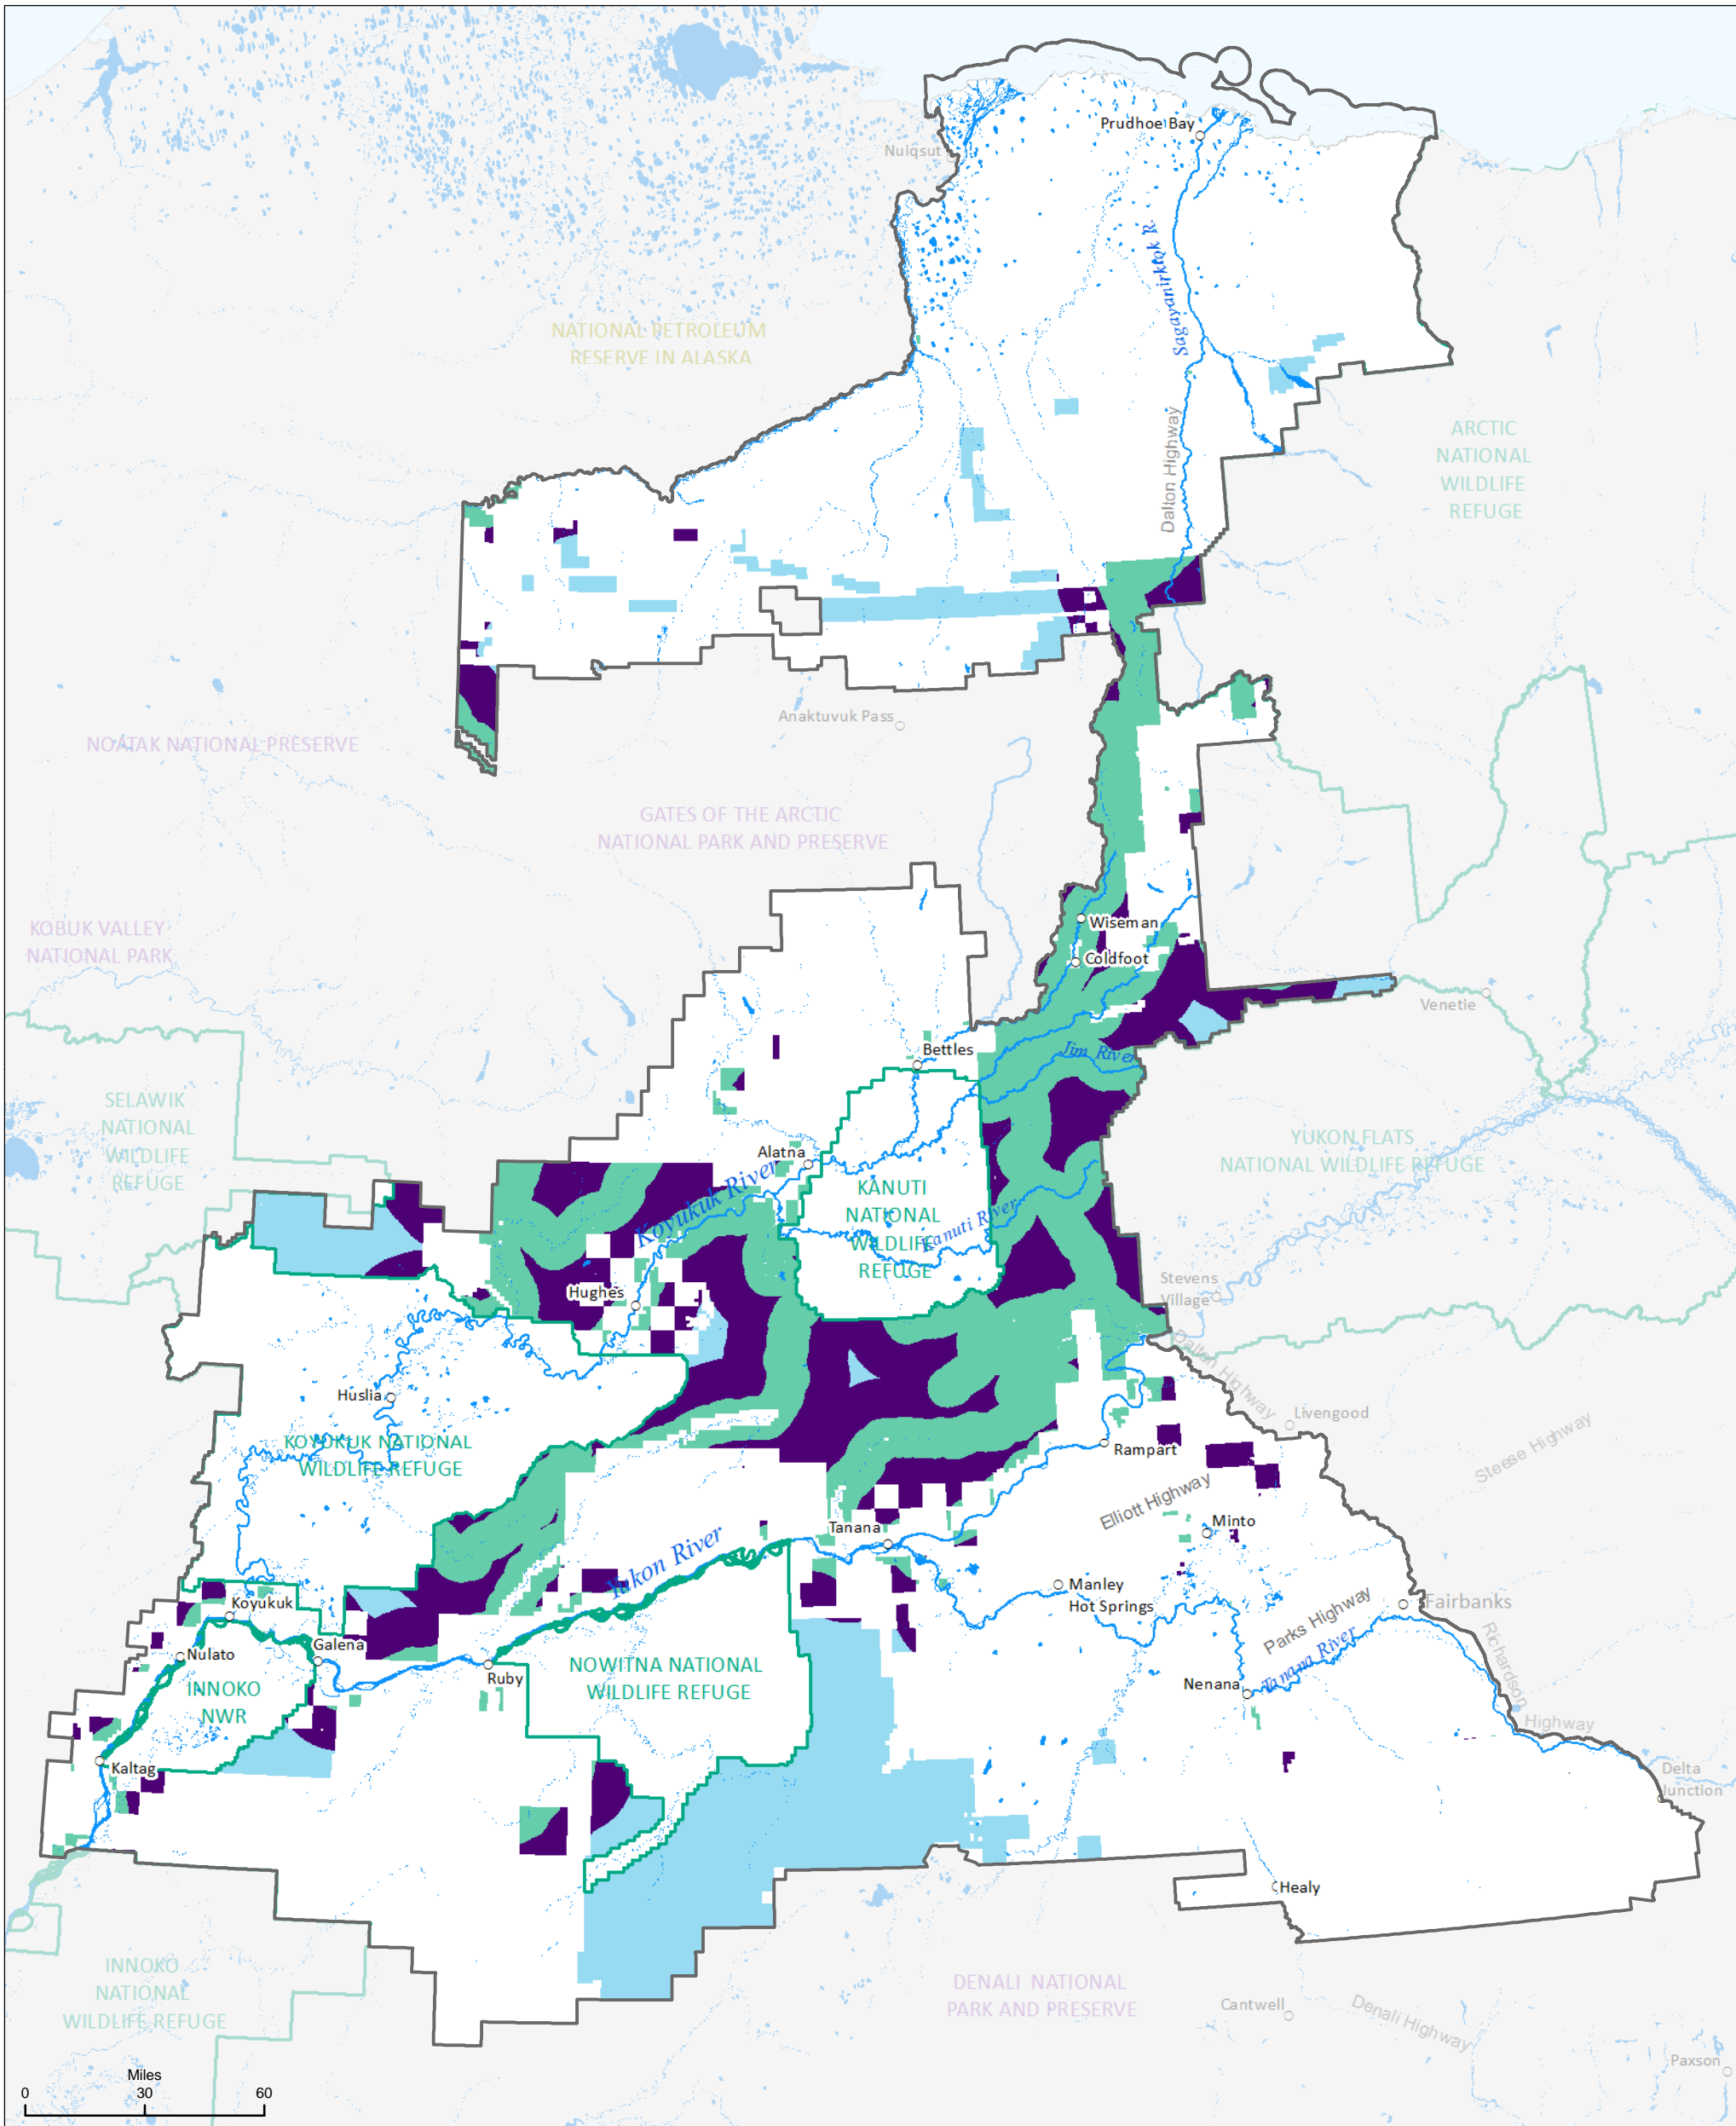 Prudhoe Bay
Nuiqsut
Sagavanirktok R.
NATIONAL PETROLEUM
RESERVE IN ALASKA
Dalton Highway
ARCTIC
NATIONAL
WILDLIFE
REFUGE
Anaktuvuk Pass
NOATAK NATIONAL PRESERVE
GATES OF THE ARCTIC
NATIONAL PARK AND PRESERVE
KOBUK VALLEY
NATIONAL PARK
Wiseman
Coldfoot
Venetie
Bettles
Jim River
SELAWIK
NATIONAL
WILDLIFE
REFUGE
YUKON FLATS
NATIONAL WILDLIFE REFUGE
Alatna
Koyukuk River
KANUTI
NATIONAL
WILDLIFE
REFUGE
Kanuti River
Stevens
Village
Hughes
Dalton Highway
Huslia
Livengood
KOYUKUK NATIONAL
WILDLIFE REFUGE
Rampart
Steese Highway
Elliott Highway
Minto
Tanana
Yukon River
Manley
Hot Springs
Koyukuk
Fairbanks
Parks Highway
Galena
Nulato
Ruby
NOWITNA NATIONAL
WILDLIFE REFUGE
Tanana River
Richardson
Highway
INNOKO
NWR
Nenana
Kaltag
Delta
Junction
Healy
INNOKO
NATIONAL
WILDLIFE REFUGE
DENALI NATIONAL
PARK AND PRESERVE
Cantwell
Denali Highway
Paxson
Miles
0 30 60